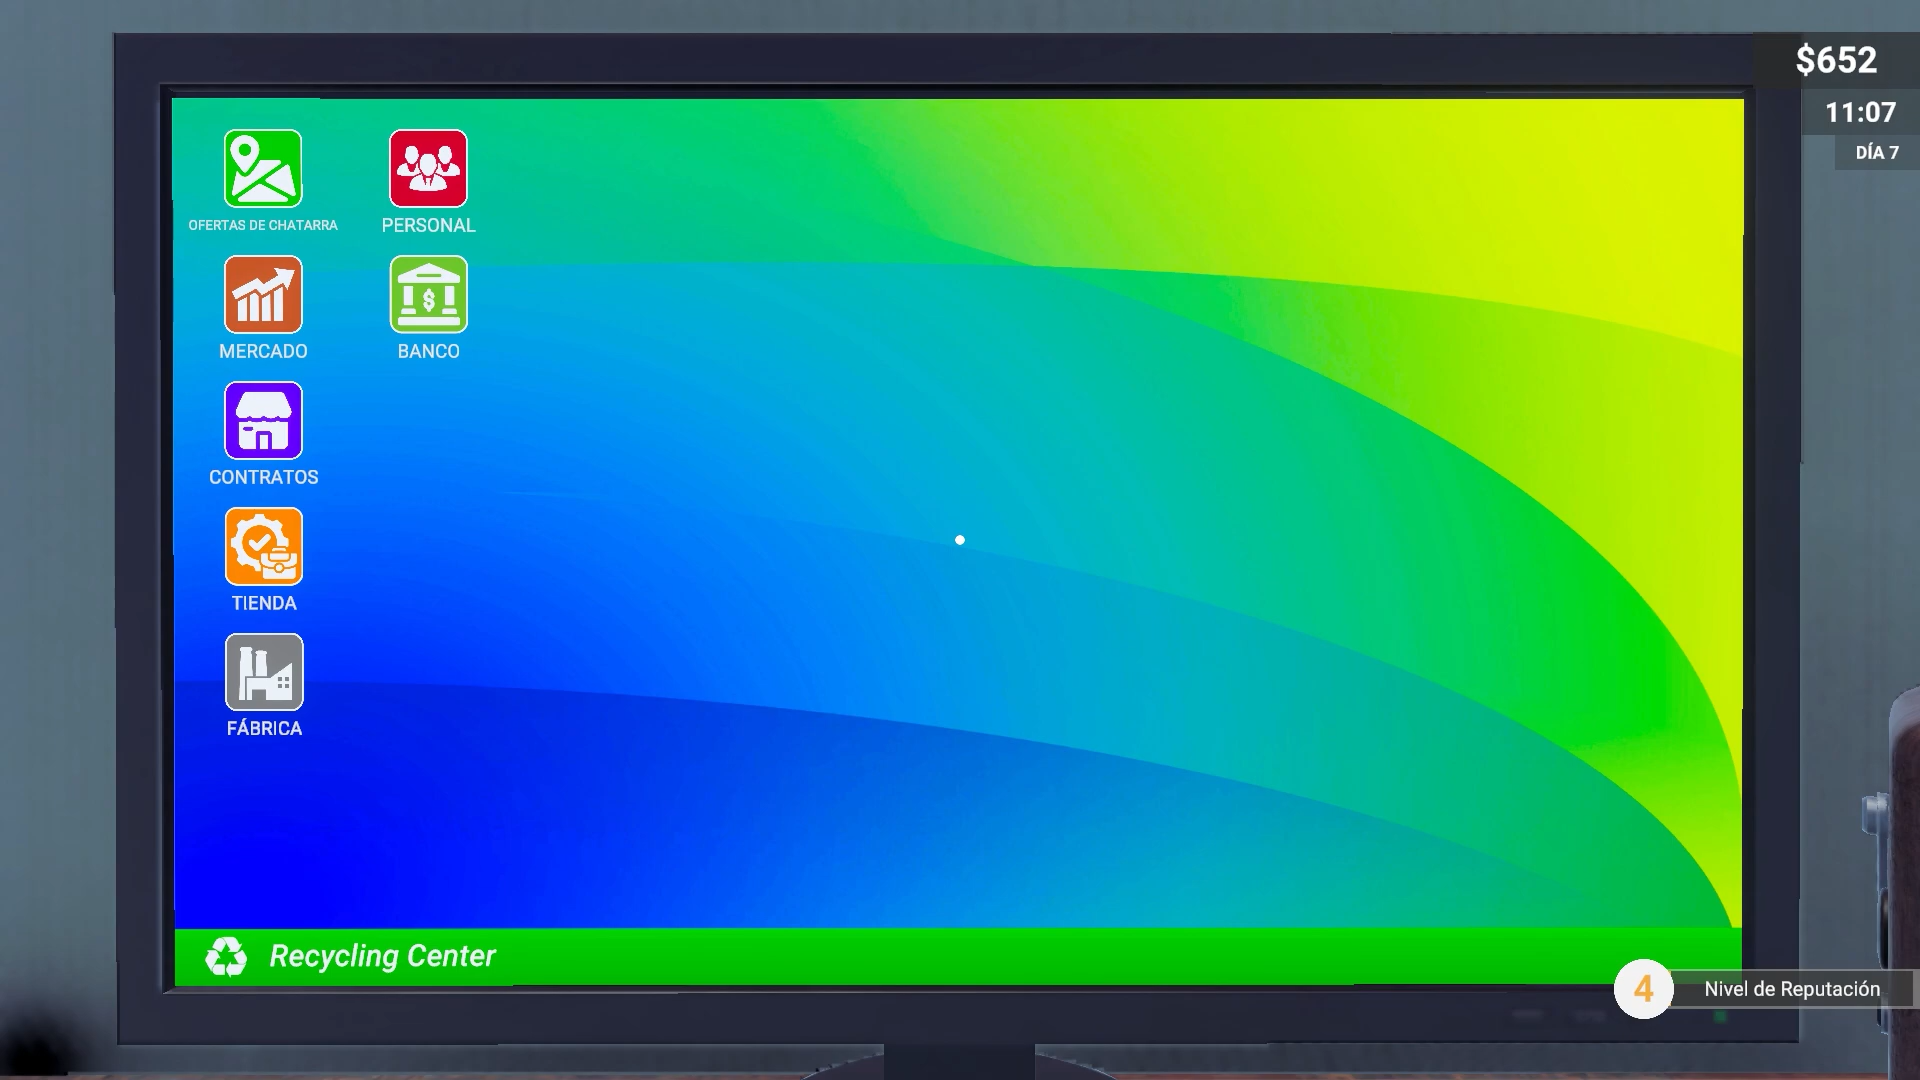 $652
11:07
DÍA 7
OFERTAS DE CHATARRA
PERSONAL
MERCADO
BANCO
CONTRATOS
TIENDA
FÁBRICA
Recycling Center
4 Nivel de Reputación